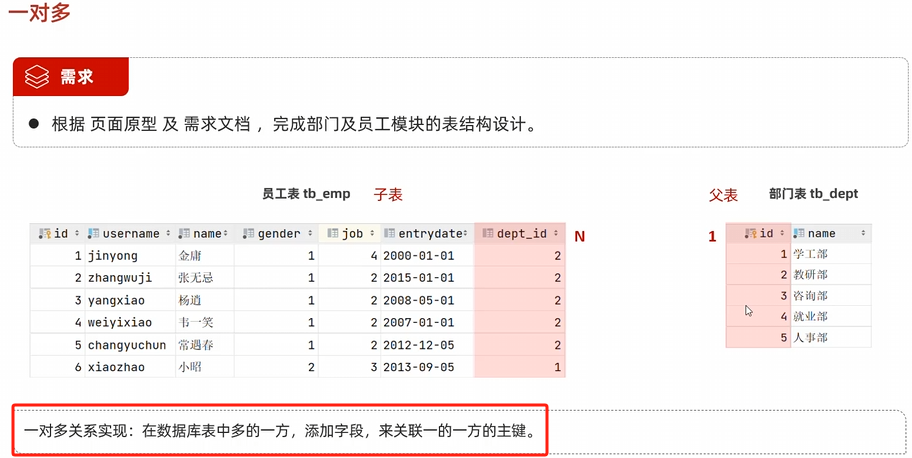 一对多
需求
● 根据 页面原型 及 需求文档 ，完成部门及员工模块的表结构设计。
员工表 tb_emp 子表 父表 部门表 tb_dept
id username name gender job entrydate dept_id N 1 id name
1 jinyong 金庸 1 4 2000-01-01 2 1 学工部
2 zhangwuji 张无忌 1 2 2015-01-01 2 2 教研部
3 yangxiao 杨逍 1 2 2008-05-01 2 3 咨询部
4 weiyixiao 韦一笑 1 2 2007-01-01 2 4 就业部
5 changyuchun 常遇春 1 2 2012-12-05 2 5 人事部
6 xiaozhao 小昭 2 3 2013-09-05 1
一对多关系实现：在数据库表中多的一方，添加字段，来关联一的一方的主键。